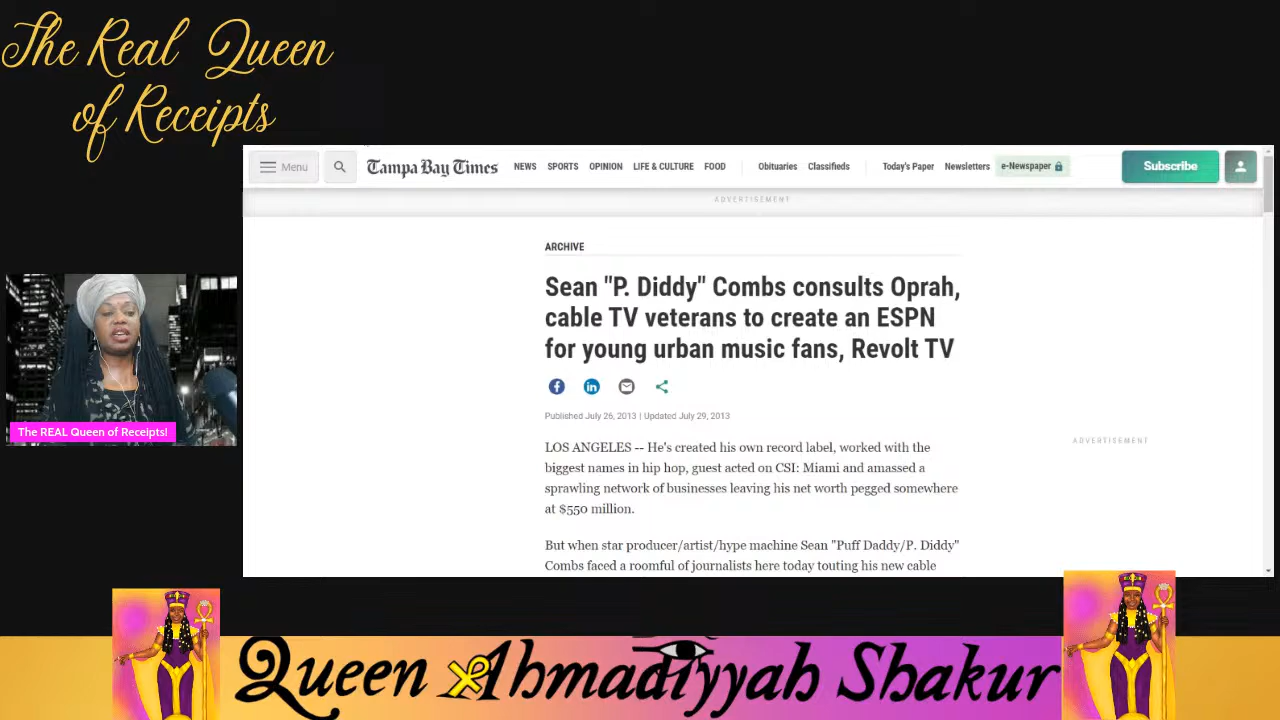 The Real Queen
of Receipts
Menu
Tampa Bay Times
NEWS SPORTS OPINION LIFE & CULTURE FOOD Obituaries Classifieds Today's Paper Newsletters e-Newspaper
Subscribe
ADVERTISEMENT
ARCHIVE
Sean "P. Diddy" Combs consults Oprah,
cable TV veterans to create an ESPN
for young urban music fans, Revolt TV
Published July 26, 2013 | Updated July 29, 2013
ADVERTISEMENT
LOS ANGELES -- He's created his own record label, worked with the
biggest names in hip hop, guest acted on CSI: Miami and amassed a
sprawling network of businesses leaving his net worth pegged somewhere
at $550 million.
But when star producer/artist/hype machine Sean "Puff Daddy/P. Diddy"
Combs faced a roomful of journalists here today touting his new cable
The REAL Queen of Receipts!
Queen Ahmadiyyah Shakur